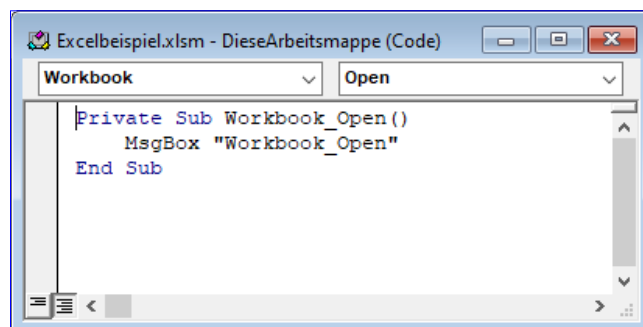 Excelbeispiel.xlsm - DieseArbeitsmappe (Code)
Workbook Open
Private Sub Workbook_Open()
MsgBox "Workbook_Open"
End Sub